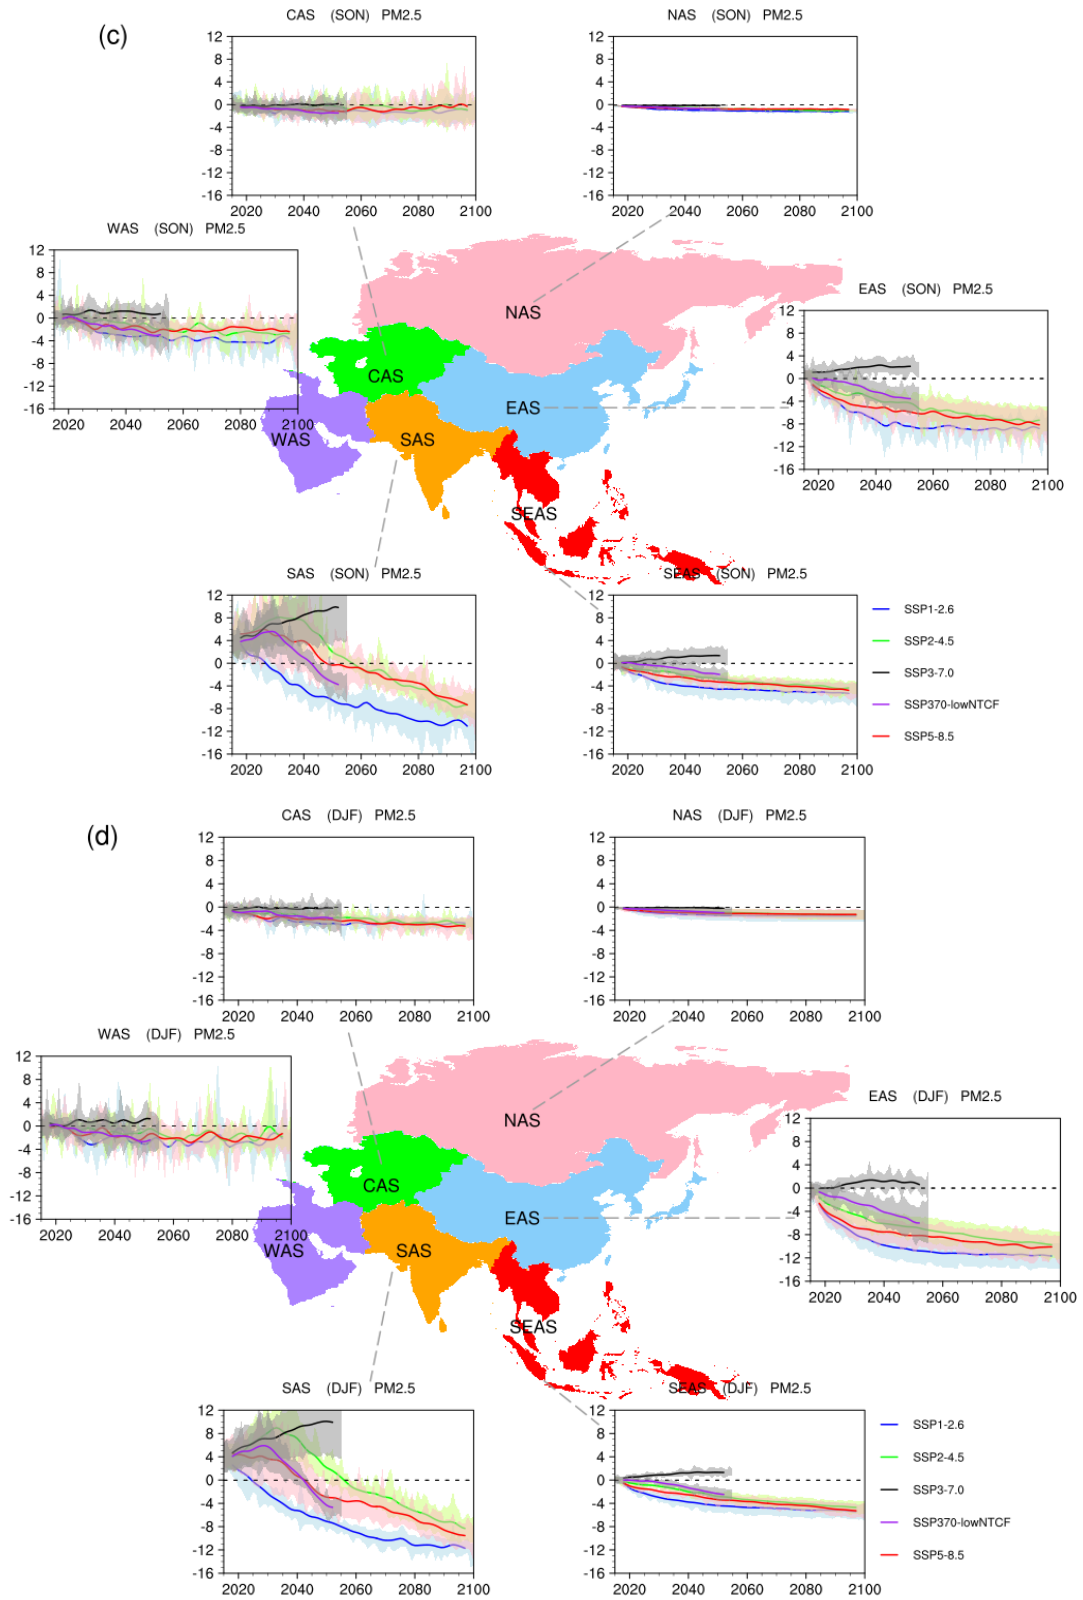 (c)
CAS (SON) PM2.5
12
8
4
0
-4
-8
-12
-16
2020 2040 2060 2080 2100
NAS (SON) PM2.5
12
8
4
0
-4
-8
-12
-16
2020 2040 2060 2080 2100
WAS (SON) PM2.5
12
8
4
0
-4
-8
-12
-16
2020 2040 2060 2080 2100
EAS (SON) PM2.5
12
8
4
0
-4
-8
-12
-16
2020 2040 2060 2080 2100
NAS
CAS
EAS
WAS
SAS
SEAS
SAS (SON) PM2.5
12
8
4
0
-4
-8
-12
-16
2020 2040 2060 2080 2100
SEAS (SON) PM2.5
12
8
4
0
-4
-8
-12
-16
2020 2040 2060 2080 2100
SSP1-2.6
SSP2-4.5
SSP3-7.0
SSP370-lowNTCF
SSP5-8.5
(d)
CAS (DJF) PM2.5
12
8
4
0
-4
-8
-12
-16
2020 2040 2060 2080 2100
NAS (DJF) PM2.5
12
8
4
0
-4
-8
-12
-16
2020 2040 2060 2080 2100
WAS (DJF) PM2.5
12
8
4
0
-4
-8
-12
-16
2020 2040 2060 2080 2100
EAS (DJF) PM2.5
12
8
4
0
-4
-8
-12
-16
2020 2040 2060 2080 2100
NAS
CAS
EAS
WAS
SAS
SEAS
SAS (DJF) PM2.5
12
8
4
0
-4
-8
-12
-16
2020 2040 2060 2080 2100
SEAS (DJF) PM2.5
12
8
4
0
-4
-8
-12
-16
2020 2040 2060 2080 2100
SSP1-2.6
SSP2-4.5
SSP3-7.0
SSP370-lowNTCF
SSP5-8.5